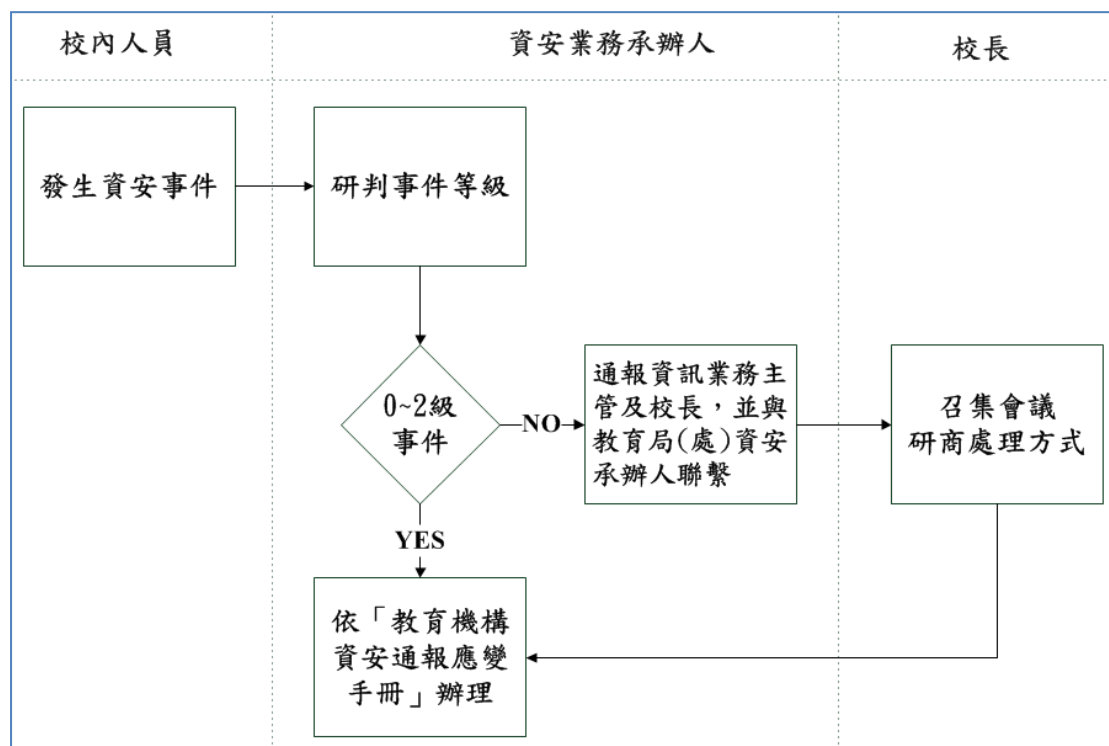 校內人員
資安業務承辦人
校長
發生資安事件
研判事件等級
0~2級
事件
NO
通報資訊業務主
管及校長，並與
教育局(處)資安
承辦人聯繫
召集會議
研商處理方式
YES
依「教育機構
資安通報應變
手冊」辦理